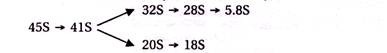 32S → 28S → 5.8S
45S → 41S
20S → 18S